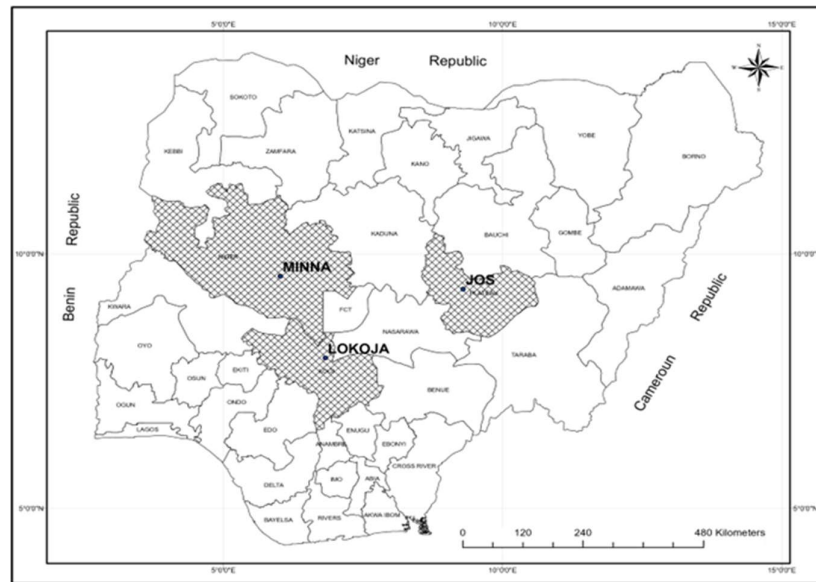 5°0'0"E 10°0'0"E 15°0'0"E
Niger Republic
N
W E
S
SOKOTO
KATSINA
JIGAWA
YOBE
KEBBI
ZAMFARA
KANO
BORNO
Republic
KADUNA
BAUCHI
GOMBE
10°0'0"N 10°0'0"N
MINNA
JOS
ADAMAWA
Republic
Benin
KWARA
FCT
NASARAWA
OYO
LOKOJA
TARABA
OSUN
EKITI
BENUE
Cameroun
OGUN
ONDO
LAGOS
EDO
ENUGU
ANAMBRE
EBONYI
CROSS RIVER
DELTA
IMO
ABIA
5°0'0"N 5°0'0"N
BAYELSA
RIVERS
AKWA-IBOM
0 120 240 480 Kilometers
5°0'0"E 10°0'0"E 15°0'0"E